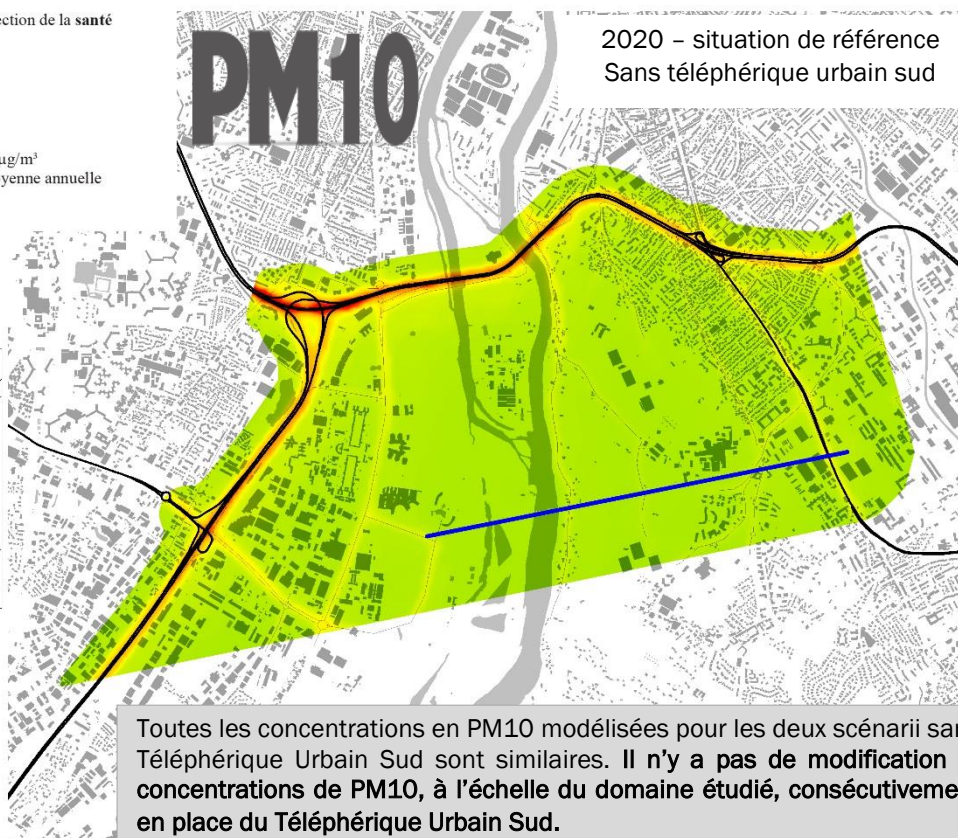 ection de la santé
PM10
2020 – situation de référence
Sans téléphérique urbain sud
µg/m³
yenne annuelle
Toutes les concentrations en PM10 modélisées pour les deux scénarii sa
Téléphérique Urbain Sud sont similaires. Il n'y a pas de modification
concentrations de PM10, à l'échelle du domaine étudié, consécutiveme
en place du Téléphérique Urbain Sud.